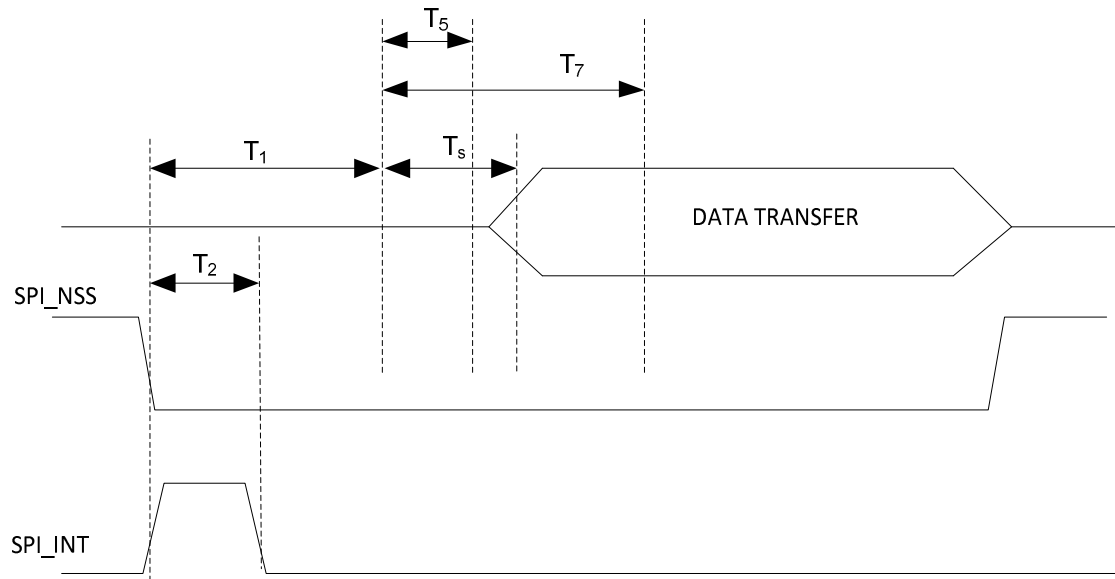 T5
T7
T1
Ts
DATA TRANSFER
T2
SPI_NSS
SPI_INT